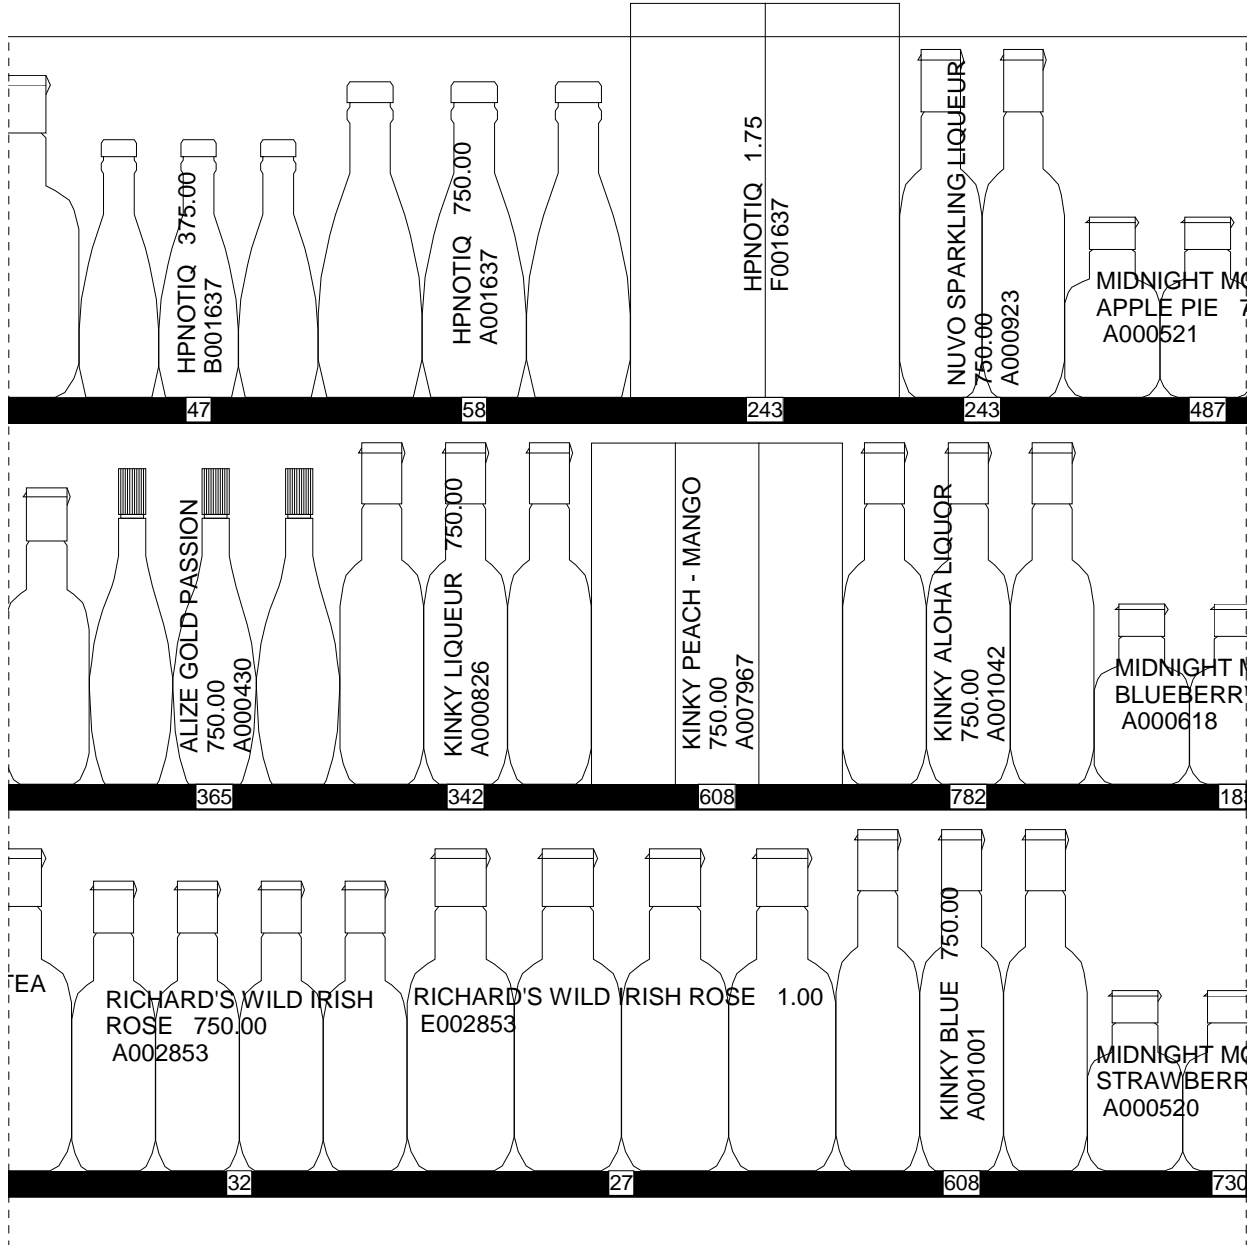 HPNOTIQ 375.00
B001637
HPNOTIQ 750.00
A001637
HPNOTIQ 1.75
F001637
NUVO SPARKLING LIQUEUR
750.00
A000923
MIDNIGHT
APPLE PIE
A000521
47
58
243
243
487
ALIZE GOLD PASSION
750.00
A000430
KINKY LIQUEUR 750.00
A000826
KINKY PEACH - MANGO
750.00
A007967
KINKY ALOHA LIQUOR
750.00
A001042
MIDNIGHT
BLUEBERRY
A000618
365
342
608
782
TEA
RICHARD'S WILD IRISH
ROSE 750.00
A002853
RICHARD'S WILD IRISH ROSE 1.00
E002853
KINKY BLUE 750.00
A001001
MIDNIGHT
STRAWBERR
A000520
32
27
608
730